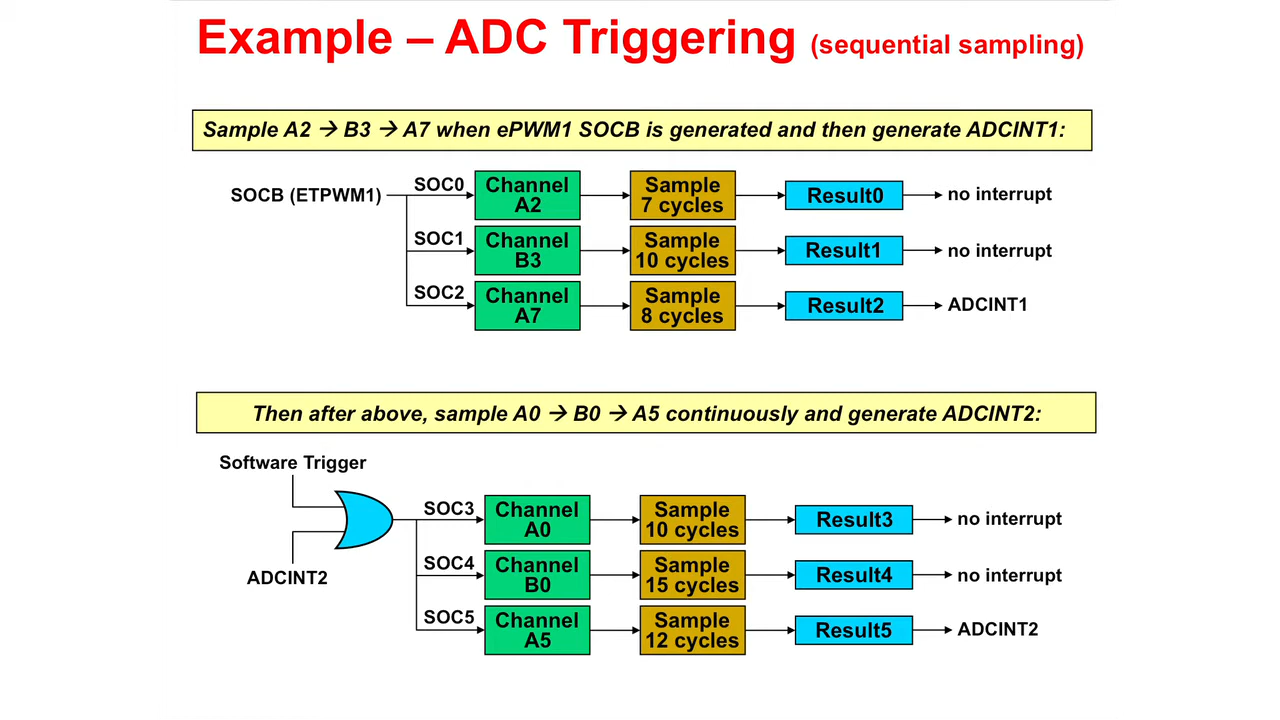 Example – ADC Triggering (sequential sampling)
Sample A2 → B3 → A7 when ePWM1 SOCB is generated and then generate ADCINT1:
SOCB (ETPWM1)
SOC0
Channel
A2
Sample
7 cycles
Result0
no interrupt
SOC1
Channel
B3
Sample
10 cycles
Result1
no interrupt
SOC2
Channel
A7
Sample
8 cycles
Result2
ADCINT1
Then after above, sample A0 → B0 → A5 continuously and generate ADCINT2:
Software Trigger
ADCINT2
SOC3
Channel
A0
Sample
10 cycles
Result3
no interrupt
SOC4
Channel
B0
Sample
15 cycles
Result4
no interrupt
SOC5
Channel
A5
Sample
12 cycles
Result5
ADCINT2